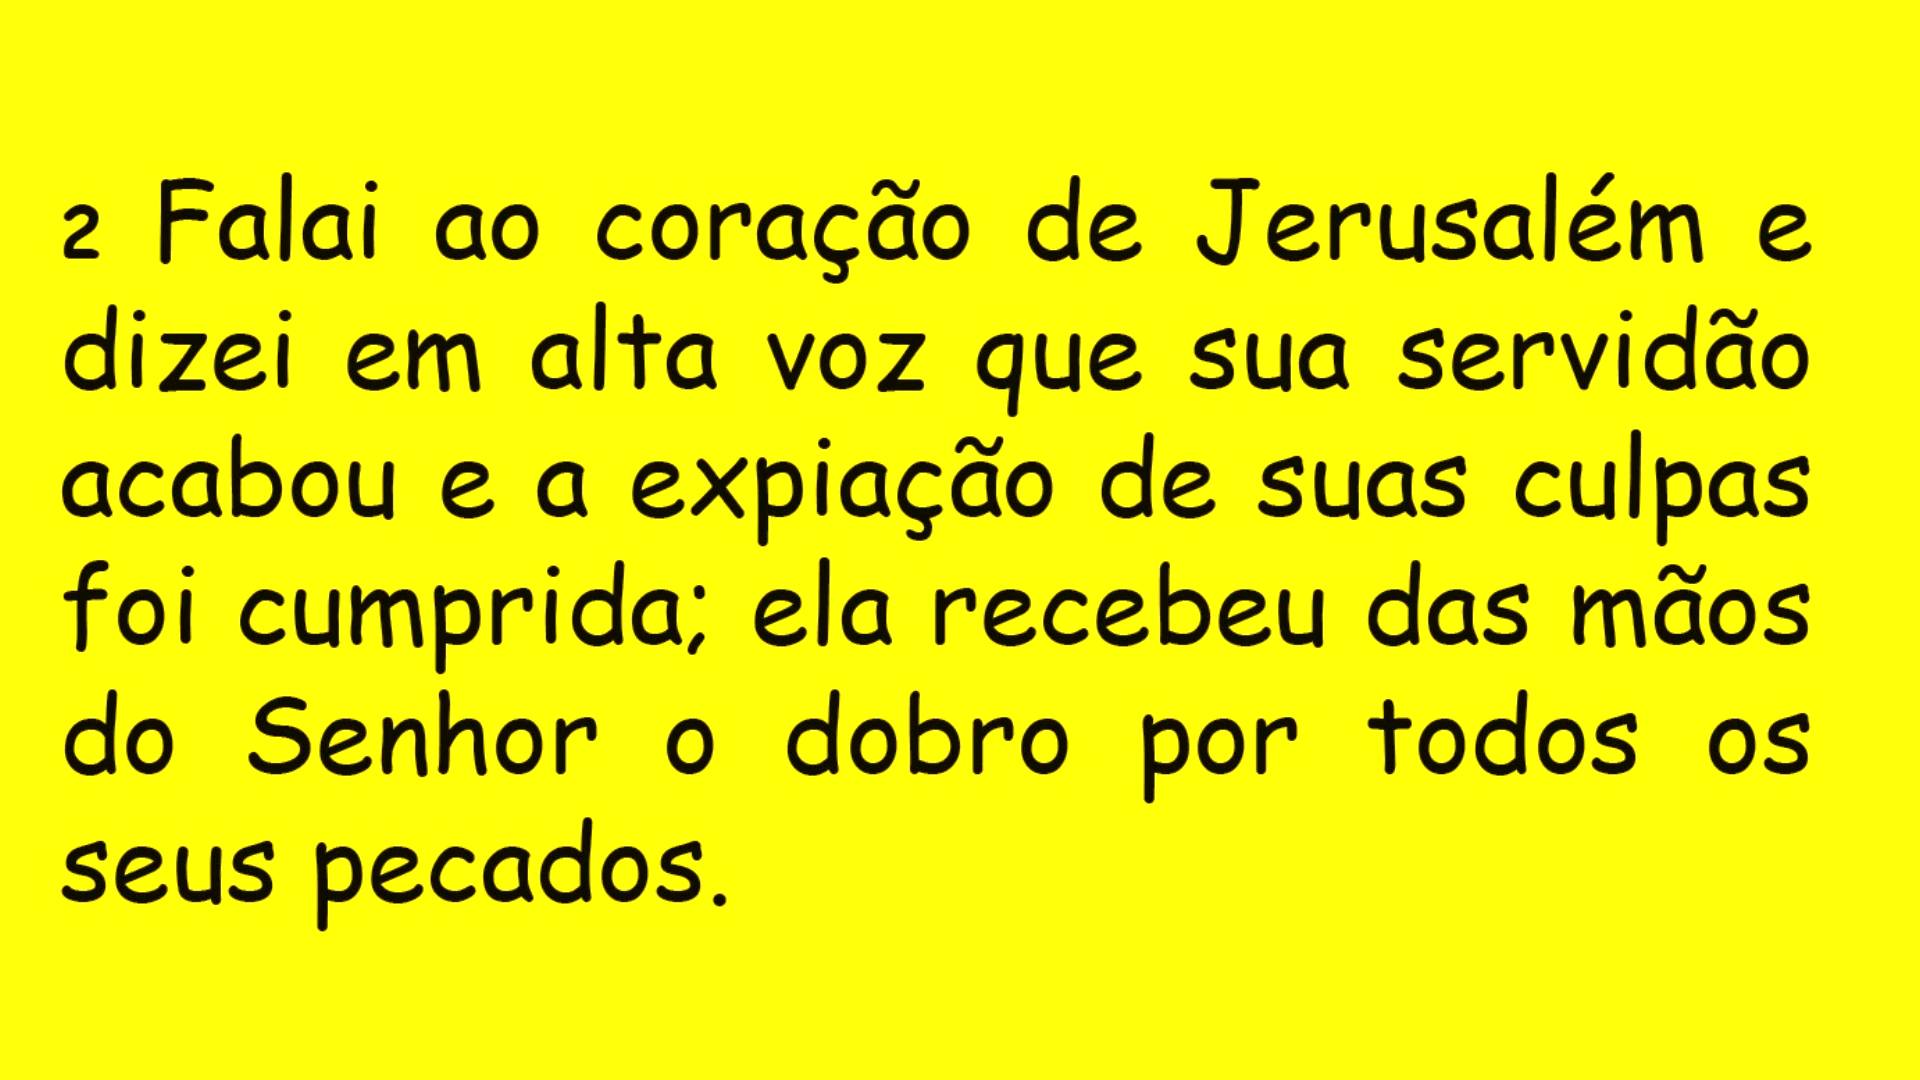 2 Falai ao coração de Jerusalém e
dizei em alta voz que sua servidão
acabou e a expiação de suas culpas
foi cumprida; ela recebeu das mãos
do Senhor o dobro por todos os
seus pecados.